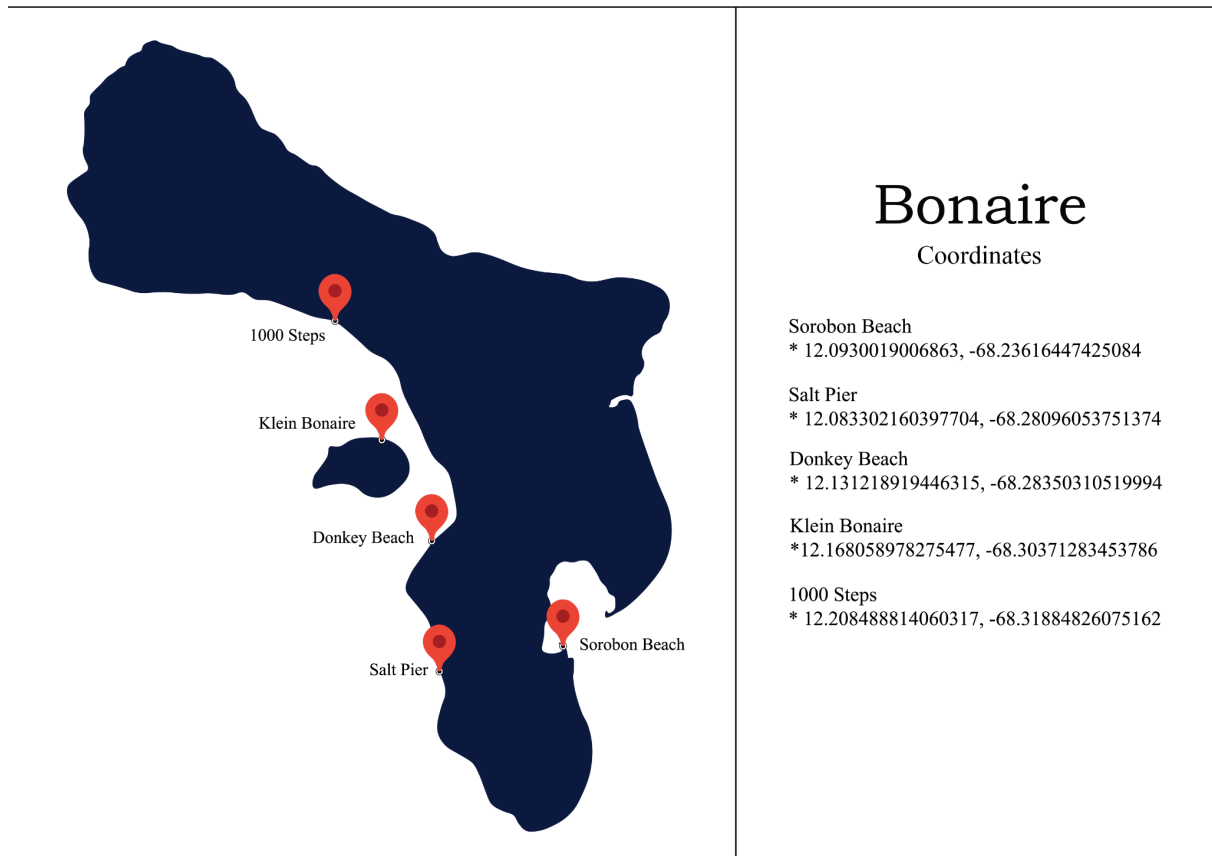 1000 Steps
Klein Bonaire
Donkey Beach
Sorobon Beach
Salt Pier
Bonaire
Coordinates
Sorobon Beach
* 12.0930019006863, -68.23616447425084
Salt Pier
* 12.083302160397704, -68.28096053751374
Donkey Beach
* 12.131218919446315, -68.28350310519994
Klein Bonaire
*12.168058978275477, -68.30371283453786
1000 Steps
* 12.208488814060317, -68.31884826075162